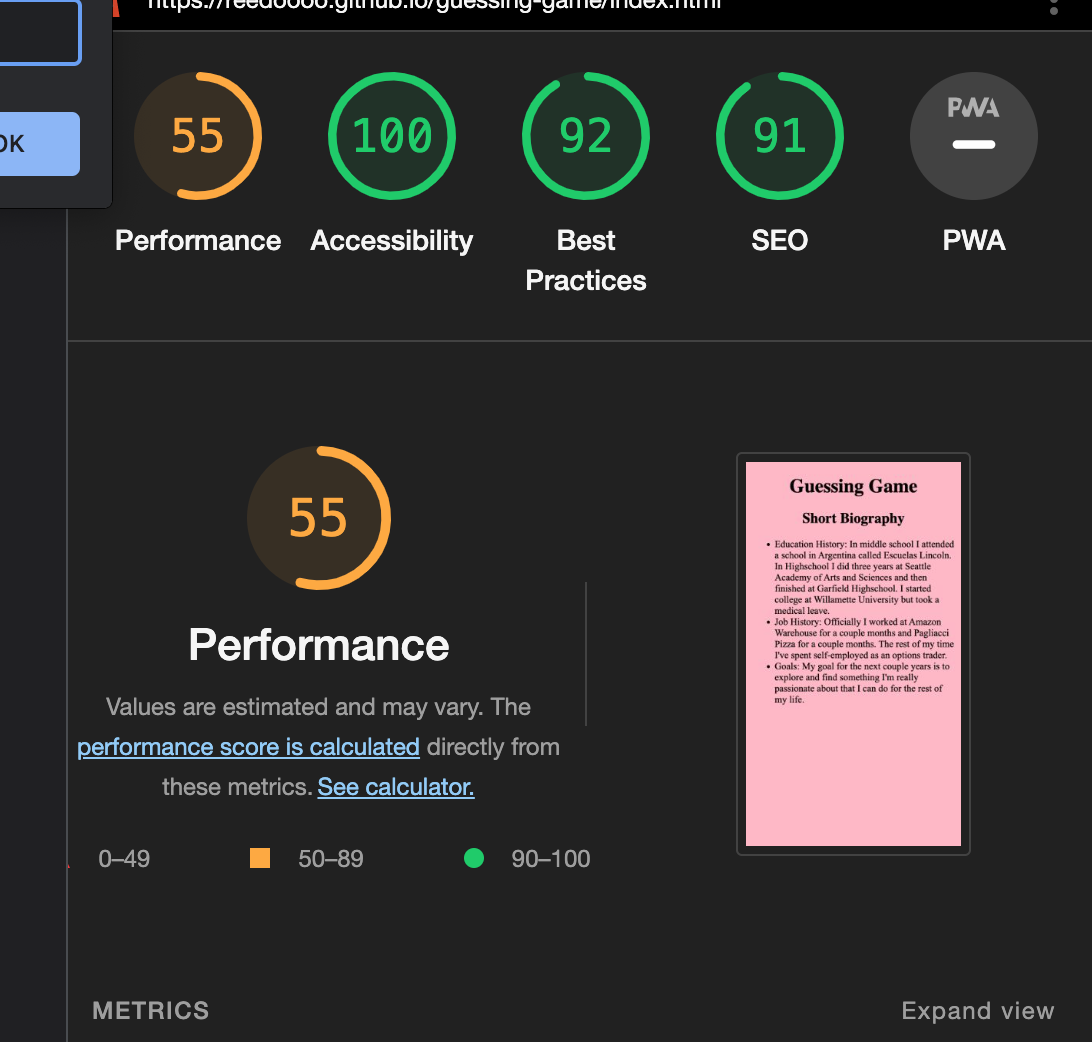 https://reedoooo.github.io/guessing-game/index.html
OK
55
100
92
91
PWA
Performance
Accessibility
Best
Practices
SEO
PWA
55
Performance
Values are estimated and may vary. The
performance score is calculated directly from
these metrics. See calculator.
0–49
50–89
90–100
Guessing Game
Short Biography
• Education History: In middle school I attended
a school in Argentina called Escuelas Lincoln.
In Highschool I did three years at Seattle
Academy of Arts and Sciences and then
finished at Garfield Highschool. I started
college at Willamette University but took a
medical leave.
• Job History: Officially I worked at Amazon
Warehouse for a couple months and Pagliacci
Pizza for a couple months. The rest of my time
I've spent self-employed as an options trader.
• Goals: My goal for the next couple years is to
explore and find something I'm really
passionate about that I can do for the rest of
my life.
METRICS
Expand view